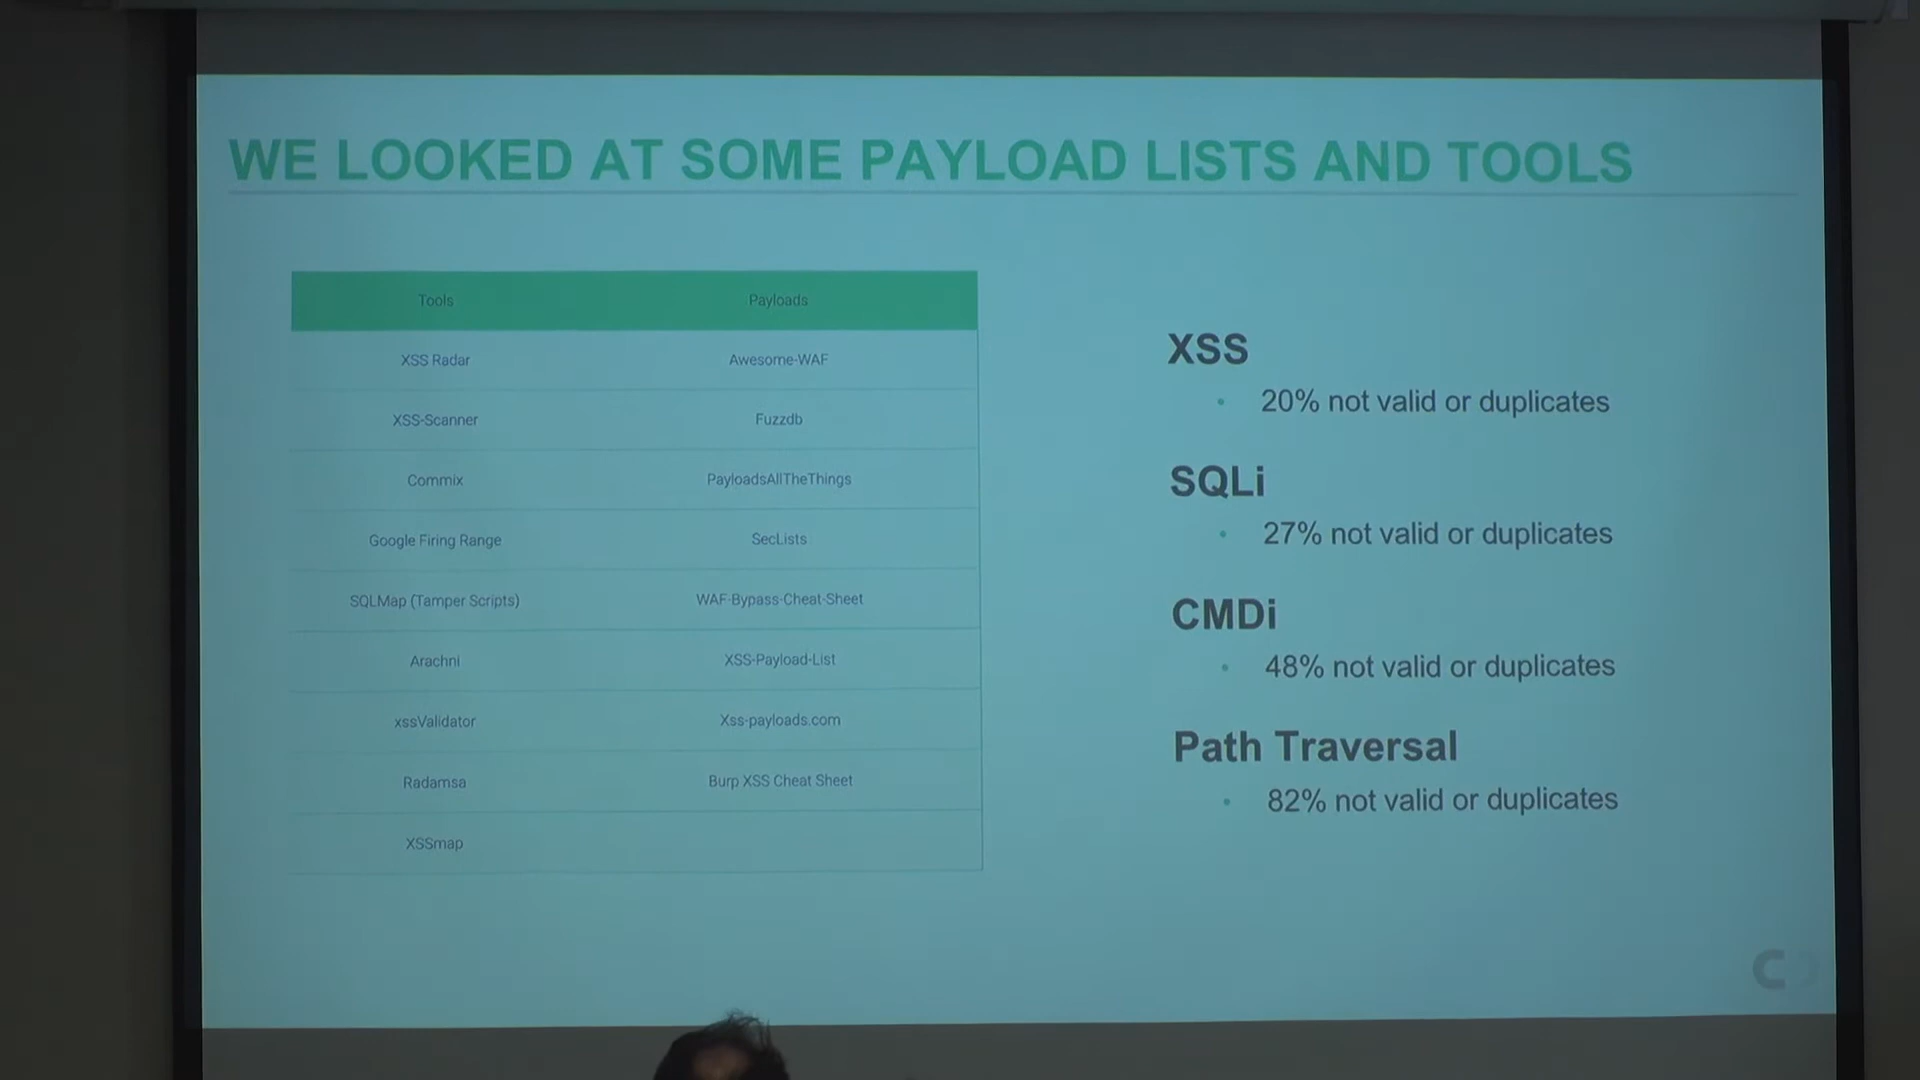 WE LOOKED AT SOME PAYLOAD LISTS AND TOOLS
Tools Payloads
XSS Radar Awesome-WAF
XSS-Scanner Fuzzdb
Commix PayloadsAllTheThings
Google Firing Range SecLists
SQLMap (Tamper Scripts) WAF-Bypass-Cheat-Sheet
Arachni XSS-Payload-List
xssValidator Xss-payloads.com
Radamsa Burp XSS Cheat Sheet
XSSmap
XSS
• 20% not valid or duplicates
SQLi
• 27% not valid or duplicates
CMDi
• 48% not valid or duplicates
Path Traversal
• 82% not valid or duplicates